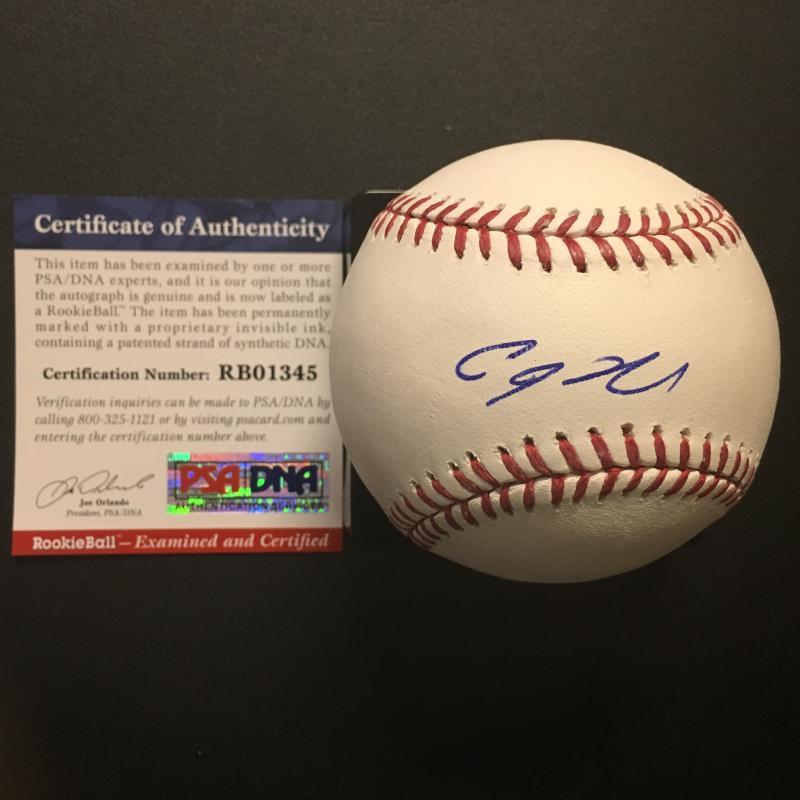 Certificate of Authenticity
This item has been examined by one or more
PSA/DNA experts, and it is our opinion that
the autograph is genuine and is now labeled as
a RookieBall.™ The item has been permanently
marked with a proprietary invisible ink,
containing a patented strand of synthetic DNA.
Certification Number: RB01345
Verification inquiries can be made to PSA/DNA by
calling 800-325-1121 or by visiting psacard.com and
entering the certification number above.
Joe Orlando
President, PSA/DNA
PSA DNA
AUTHENTICATION SERVICES
RookieBall™ — Examined and Certified